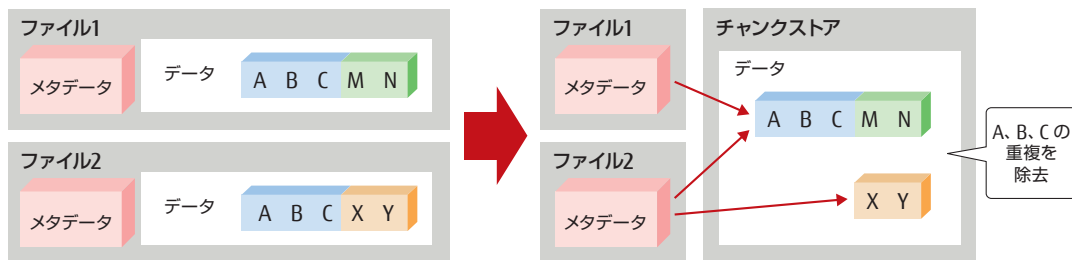 ファイル1
メタデータ
データ
A B C M N
ファイル2
メタデータ
データ
A B C X Y
ファイル1
メタデータ
ファイル2
メタデータ
チャンクストア
データ
A B C M N
X Y
A、B、Cの
重複を
除去